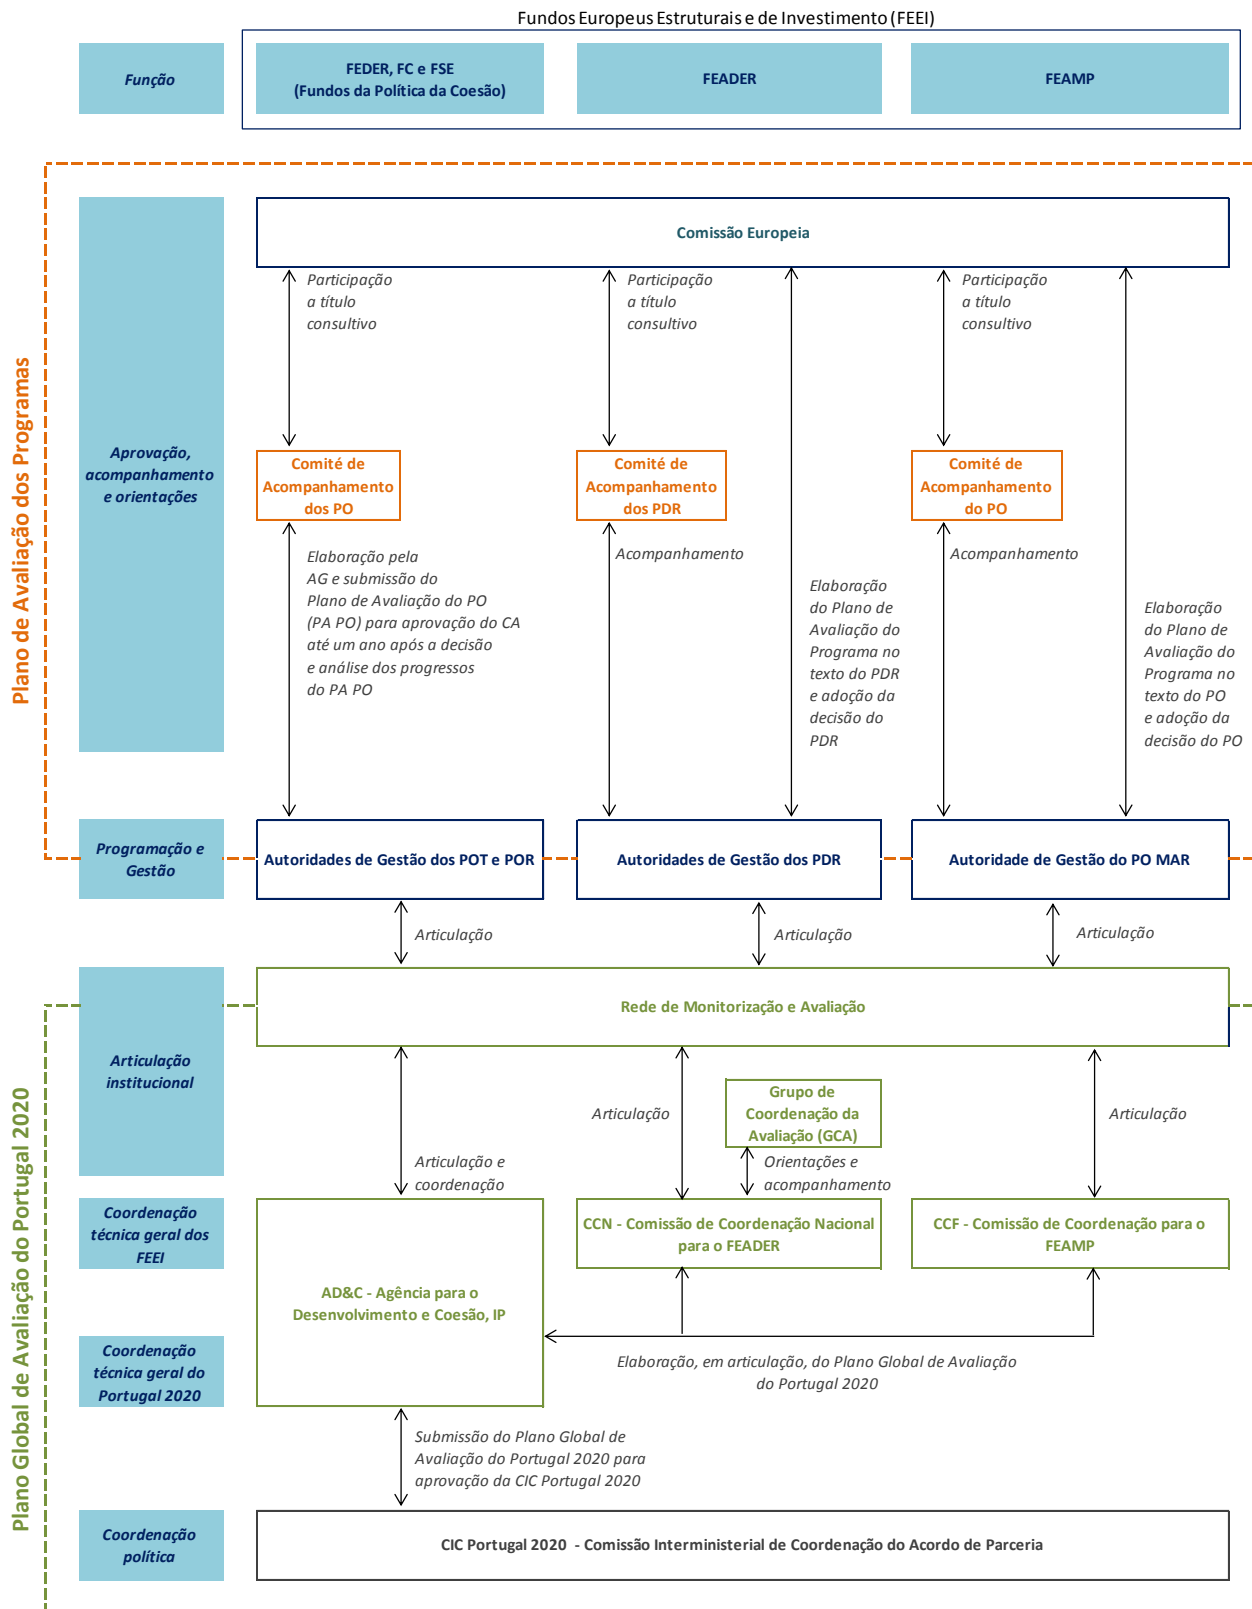 Fundos Europeus Estruturais e de Investimento (FEEI)
Função
FEDER, FC e FSE
(Fundos da Política da Coesão)
FEADER
FEAMP
Plano de Avaliação dos Programas
Aprovação,
acompanhamento
e orientações
Comissão Europeia
Participação
a título
consultivo
Participação
a título
consultivo
Participação
a título
consultivo
Comité de
Acompanhamento
dos PO
Comité de
Acompanhamento
dos PDR
Comité de
Acompanhamento
do PO
Elaboração pela
AG e submissão do
Plano de Avaliação do PO
(PA PO) para aprovação do CA
até um ano após a decisão
e análise dos progressos
do PA PO
Acompanhamento
Elaboração
do Plano de
Avaliação do
Programa no
texto do PDR
e adoção da
decisão do
PDR
Acompanhamento
Elaboração
do Plano de
Avaliação do
Programa no
texto do PO
e adoção da
decisão do PO
Programação e
Gestão
Autoridades de Gestão dos POT e POR
Autoridades de Gestão dos PDR
Autoridade de Gestão do PO MAR
Articulação
Articulação
Articulação
Plano Global de Avaliação do Portugal 2020
Articulação
institucional
Rede de Monitorização e Avaliação
Articulação e
coordenação
Articulação
Grupo de
Coordenação da
Avaliação (GCA)
Orientações e
acompanhamento
Articulação
Coordenação
técnica geral dos
FEEI
AD&C - Agência para o
Desenvolvimento e Coesão, IP
CCN - Comissão de Coordenação Nacional
para o FEADER
CCF - Comissão de Coordenação para o
FEAMP
Coordenação
técnica geral do
Portugal 2020
Elaboração, em articulação, do Plano Global de Avaliação
do Portugal 2020
Submissão do Plano Global de
Avaliação do Portugal 2020 para
aprovação da CIC Portugal 2020
Coordenação
política
CIC Portugal 2020 - Comissão Interministerial de Coordenação do Acordo de Parceria